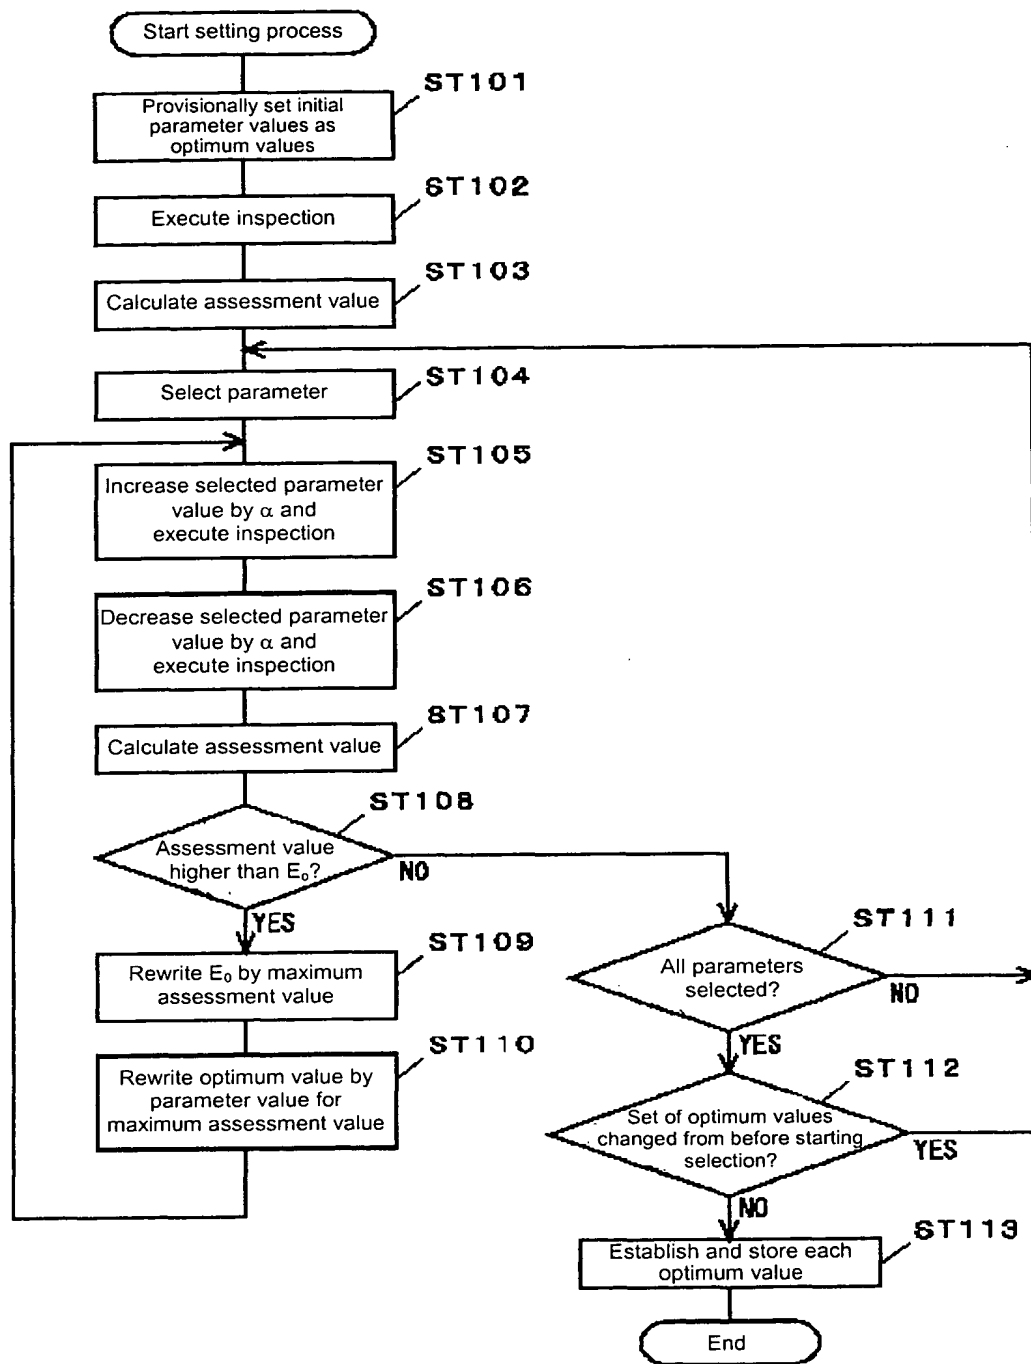 Start setting process
ST101
Provisionally set initial
parameter values as
optimum values
ST102
Execute inspection
ST103
Calculate assessment value
ST104
Select parameter
ST105
Increase selected parameter
value by α and
execute inspection
ST106
Decrease selected parameter
value by α and
execute inspection
ST107
Calculate assessment value
ST108
Assessment value
higher than E₀?
NO
YES
ST109
Rewrite E₀ by maximum
assessment value
ST110
Rewrite optimum value by
parameter value for
maximum assessment value
ST111
All parameters
selected?
NO
YES
ST112
Set of optimum values
changed from before starting
selection?
YES
NO
ST113
Establish and store each
optimum value
End